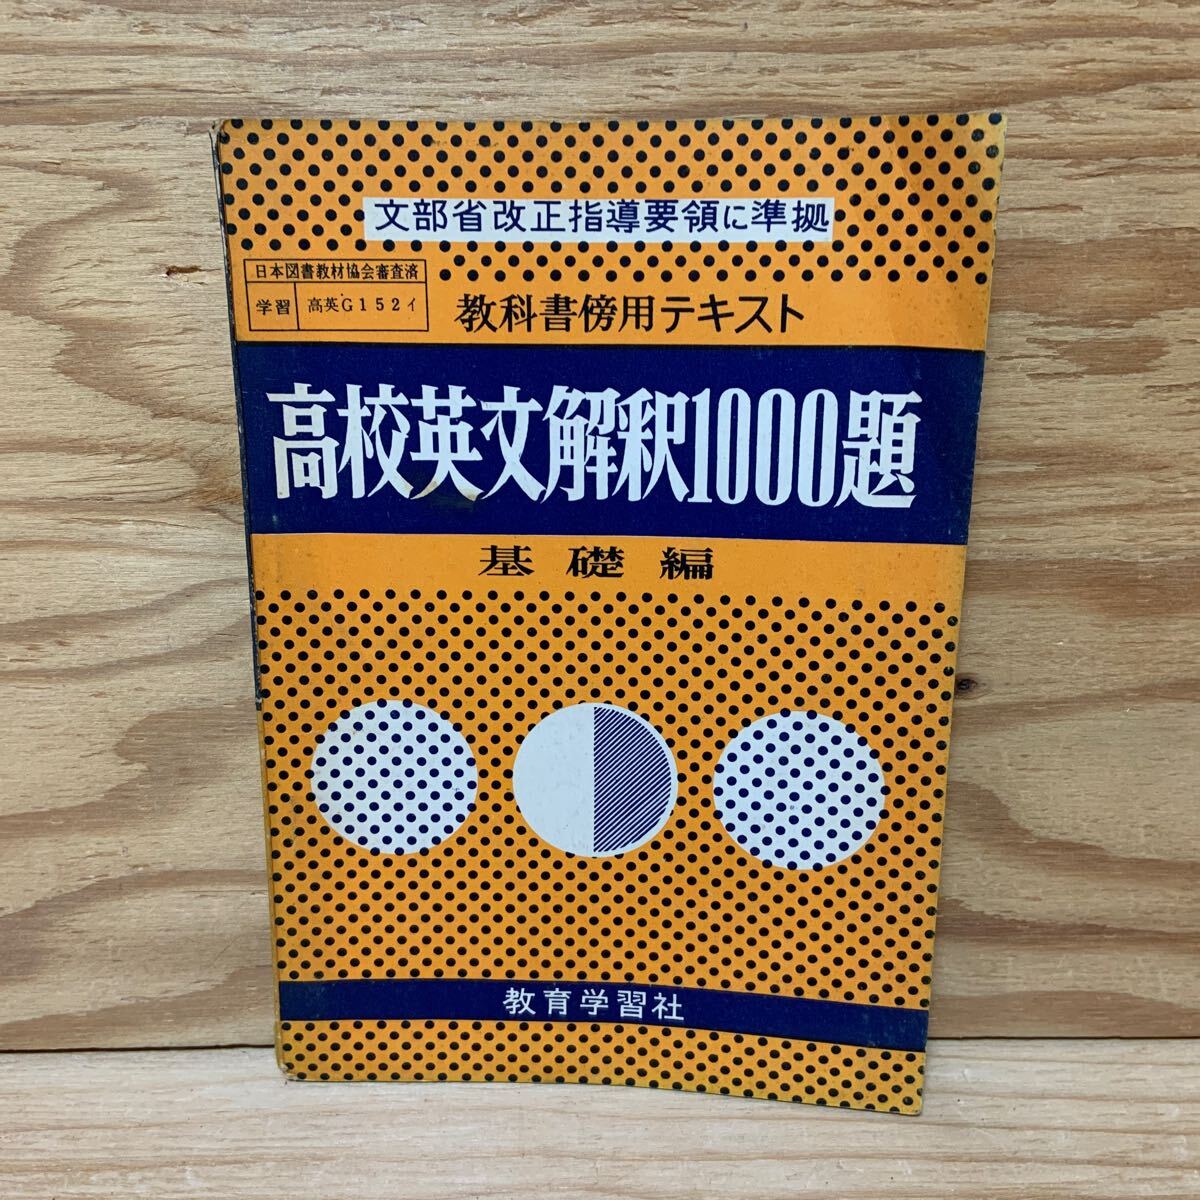 文部省改正指導要領に準拠
日本図書教材協会審査済
学習 高英G152イ
教科書傍用テキスト
高校英文解釈1000題
基礎編
教育学習社